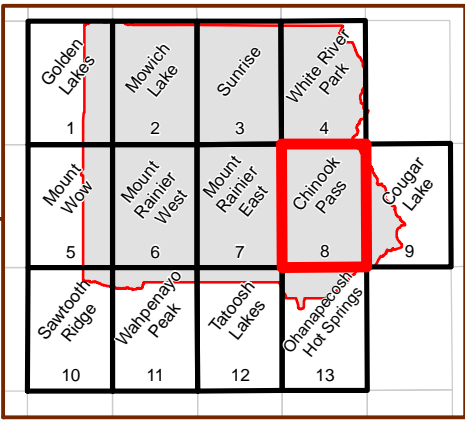 Golden
Lakes
1
Mowich
Lake
2
Sunrise
3
White River
Park
4
Mount
Wow
5
Mount
Rainier
West
6
Mount
Rainier
East
7
Chinook
Pass
8
Cougar
Lake
9
Sawtooth
Ridge
10
Wahpenayo
Peak
11
Tatoosh
Lakes
12
Ohanapecosh
Hot Springs
13